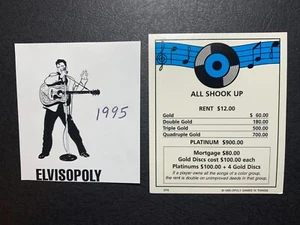 1995
ELVISOPOLY
ALL SHOOK UP
RENT $12.00
Gold $ 60.00
Double Gold 180.00
Triple Gold 500.00
Quadruple Gold 700.00
PLATINUM $900.00
Mortgage $80.00
Gold Discs cost $100.00 each
Platinums $100.00 + 4 Gold Discs
If a player owns all the songs of a color group, the
rent is double on unimproved deeds in that group.